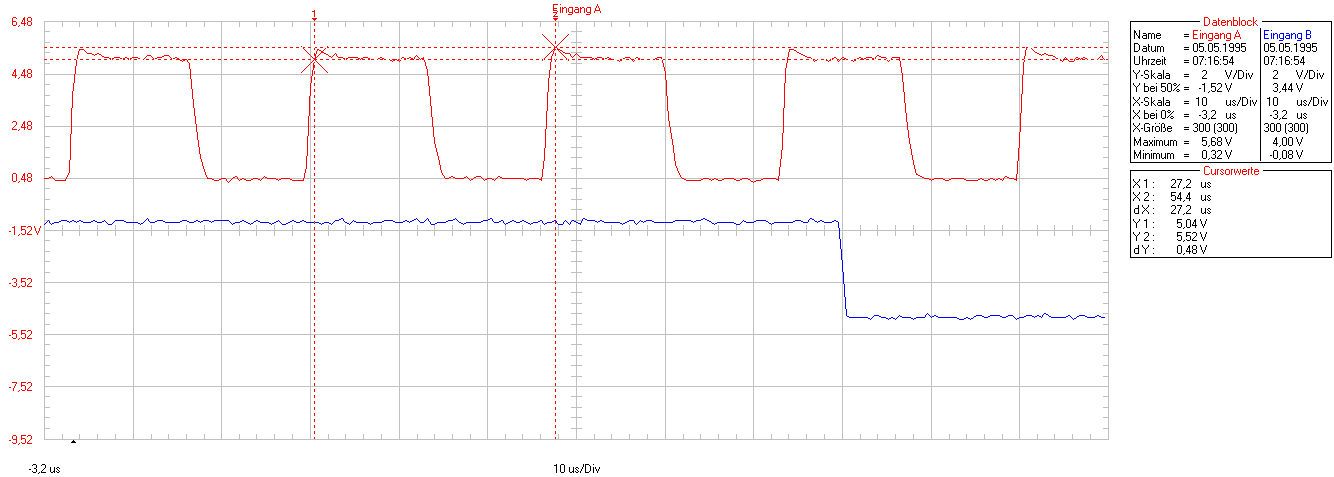 Eingang A
1
2
6,48
4,48
2,48
0,48
-1,52V
-3,52
-5,52
-7,52
-9,52
-3,2 us
10 us/Div
Datenblock
Name = Eingang A Eingang B
Datum = 05.05.1995 05.05.1995
Uhrzeit = 07:16:54 07:16:54
Y-Skala = 2 V/Div 2 V/Div
Y bei 50% = -1,52 V 3,44 V
X-Skala = 10 us/Div 10 us/Div
X bei 0% = -3,2 us -3,2 us
X-Größe = 300 (300) 300 (300)
Maximum = 5,68 V 4,00 V
Minimum = 0,32 V -0,08 V
Cursorwerte
X 1 : 27,2 us
X 2 : 54,4 us
d X : 27,2 us
Y 1 : 5,04 V
Y 2 : 5,52 V
d Y : 0,48 V